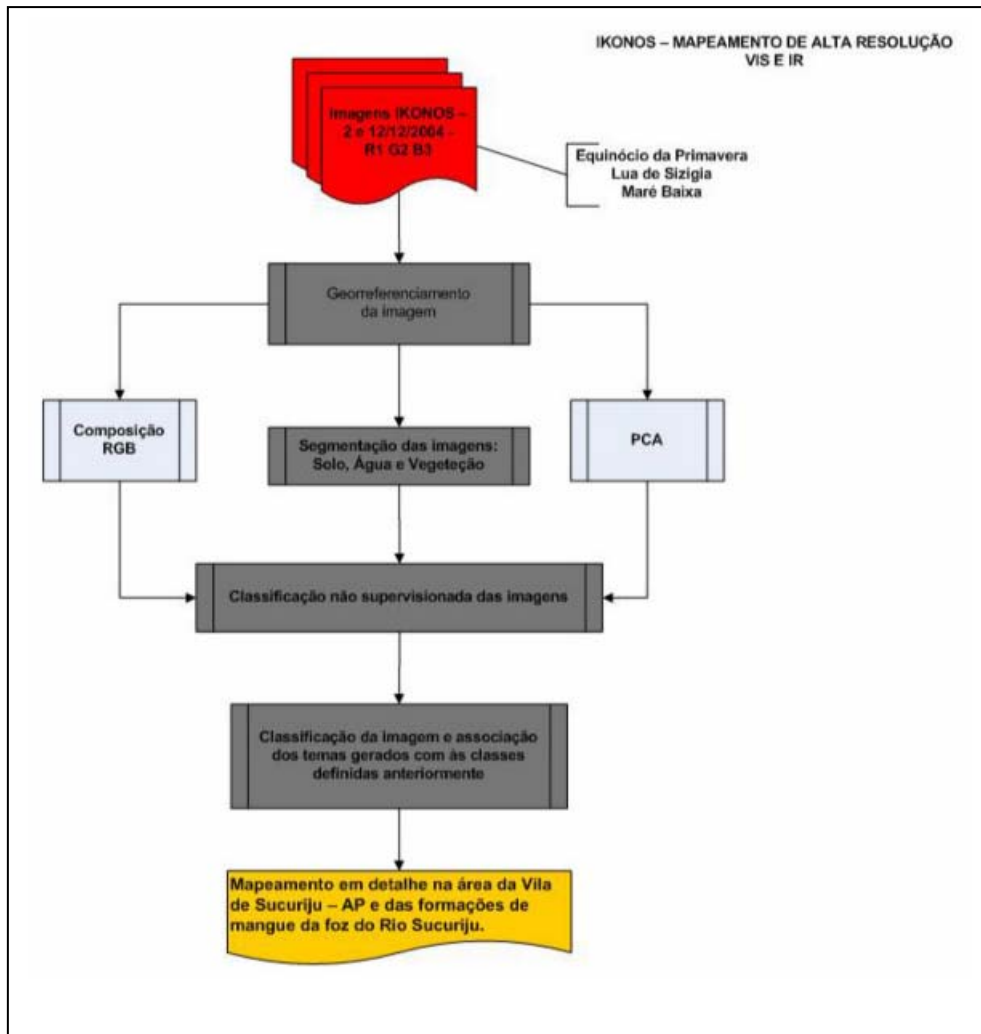 IKONOS – MAPEAMENTO DE ALTA RESOLUÇÃO
VIS E IR
Imagens IKONOS –
2 e 12/12/2004 -
R1 G2 B3
Equinócio da Primavera
Lua de Sizígia
Maré Baixa
Georreferenciamento
da imagem
Composição
RGB
Segmentação das imagens:
Solo, Água e Vegeteção
PCA
Classificação não supervisionada das imagens
Classificação da imagem e associação
dos temas gerados com às classes
definidas anteriormente
Mapeamento em detalhe na área da Vila
de Sucuriju – AP e das formações de
mangue da foz do Rio Sucuriju.